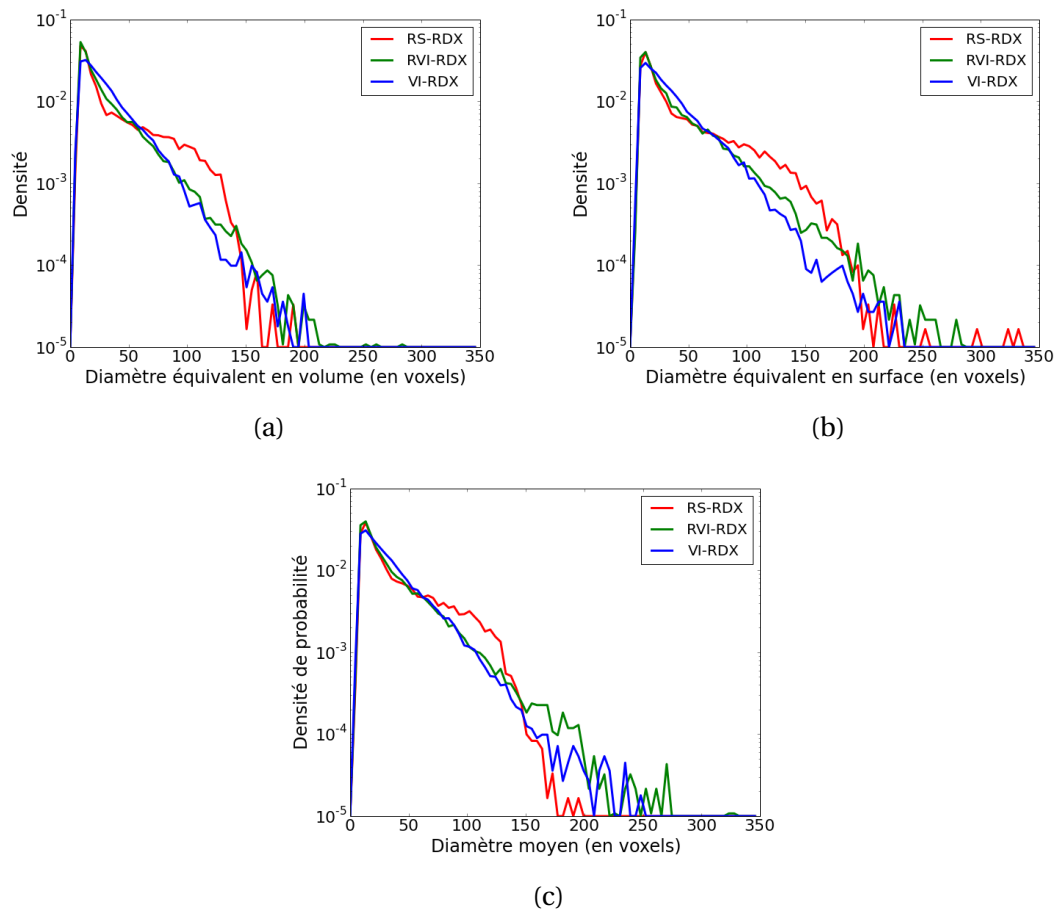 10^-1
10^-2
10^-3
10^-4
10^-5
Densité
RS-RDX
RVI-RDX
VI-RDX
0 50 100 150 200 250 300 350
Diamètre équivalent en volume (en voxels)
(a)
10^-1
10^-2
10^-3
10^-4
10^-5
Densité
RS-RDX
RVI-RDX
VI-RDX
0 50 100 150 200 250 300 350
Diamètre équivalent en surface (en voxels)
(b)
10^-1
10^-2
10^-3
10^-4
10^-5
Densité de probabilité
RS-RDX
RVI-RDX
VI-RDX
0 50 100 150 200 250 300 350
Diamètre moyen (en voxels)
(c)